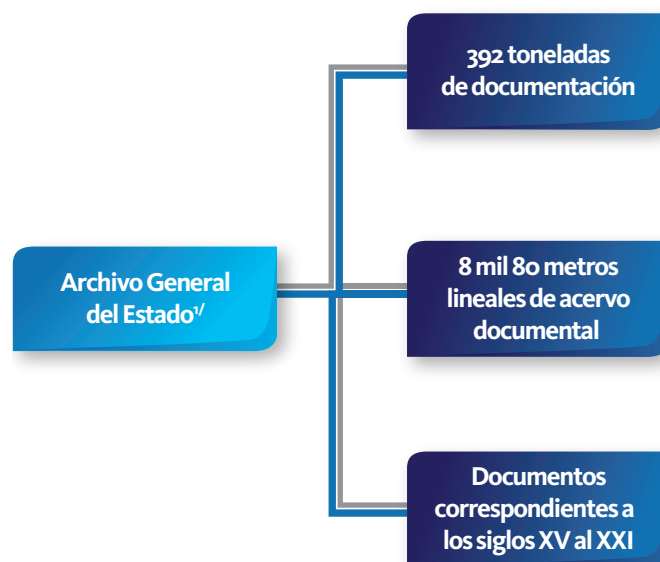 392 toneladas
de documentación
Archivo General
del Estado¹/
8 mil 80 metros
lineales de acervo
documental
Documentos
correspondientes a
los siglos XV al XXI